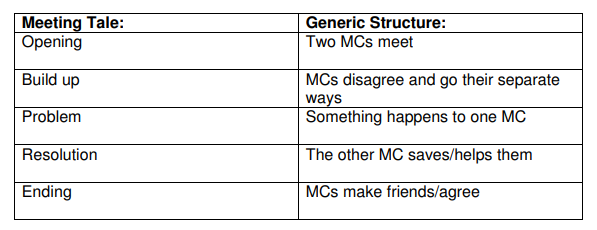 Meeting Tale: Generic Structure:
Opening Two MCs meet
Build up MCs disagree and go their separate
ways
Problem Something happens to one MC
Resolution The other MC saves/helps them
Ending MCs make friends/agree